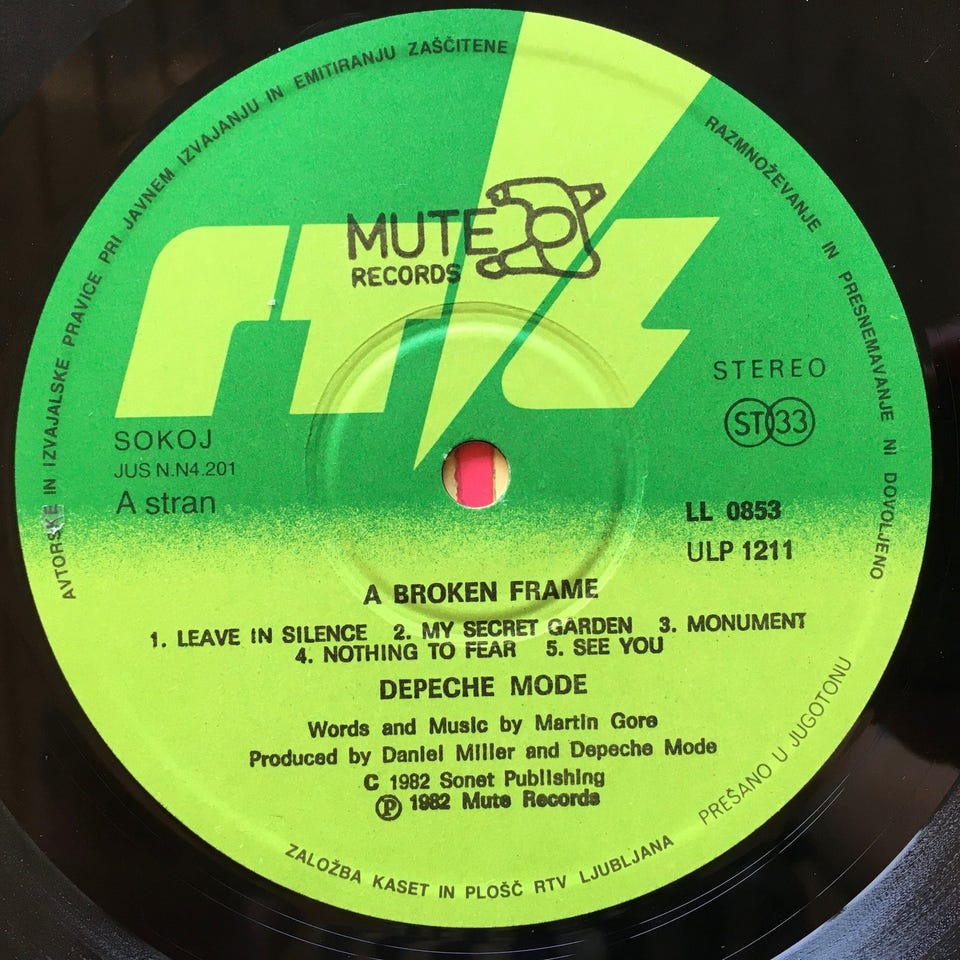 AVTORSKE IN IZVAJALSKE PRAVICE PRI JAVNEM IZVAJANJU IN EMITIRANJU ZAŠČITENE
RAZMNOŽEVANJE IN PRESNEMAVANJE NI DOVOLJENO
MUTE
RECORDS
rtvl
STEREO
ST 33
SOKOJ
JUS N.N4.201
A stran
LL 0853
ULP 1211
A BROKEN FRAME
1. LEAVE IN SILENCE 2. MY SECRET GARDEN 3. MONUMENT
4. NOTHING TO FEAR 5. SEE YOU
DEPECHE MODE
Words and Music by Martin Gore
Produced by Daniel Miller and Depeche Mode
C 1982 Sonet Publishing
Ⓟ 1982 Mute Records
PREŠANO U JUGOTONU
ZALOŽBA KASET IN PLOŠČ RTV LJUBLJANA